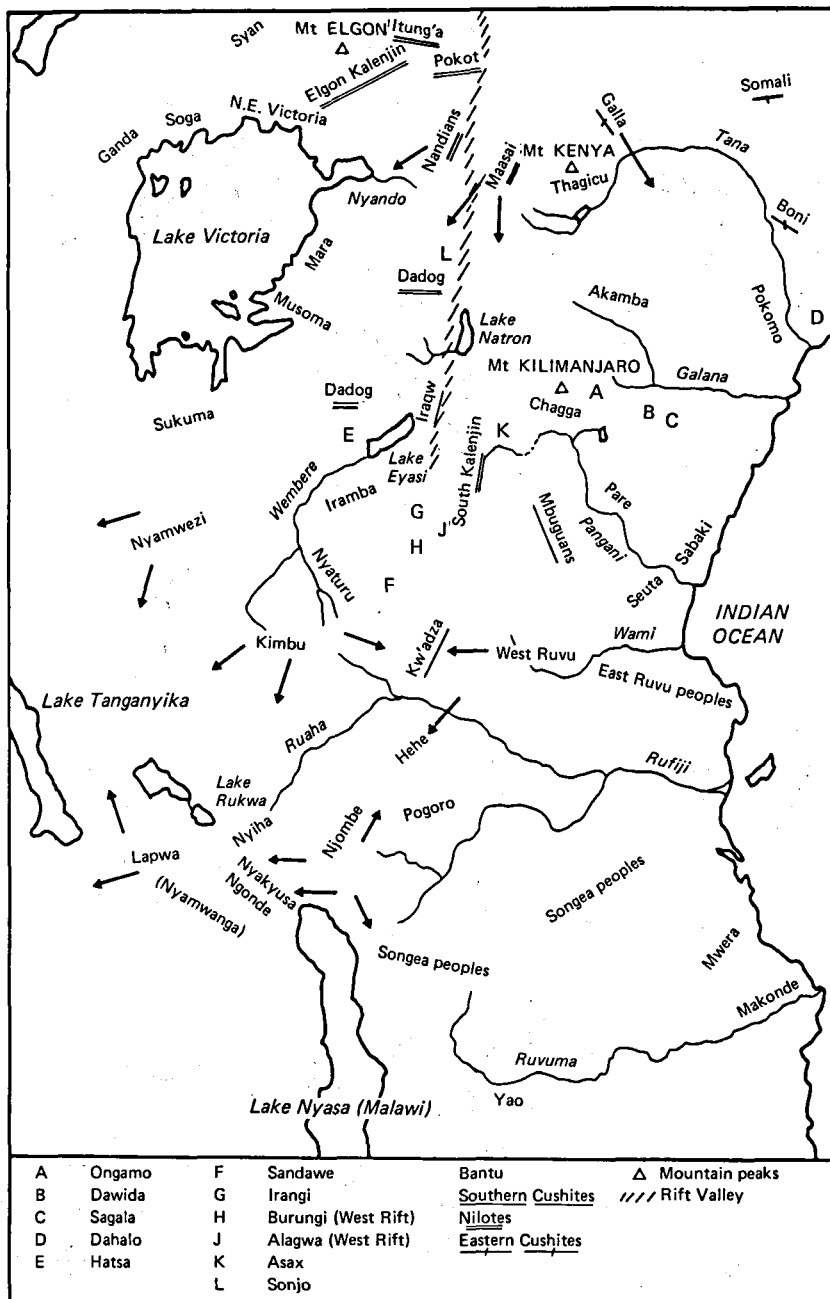 Syan
Mt ELGON
Itung'a
Elgon Kalenjin
Pokot
Somali
N.E. Victoria
Soga
Ganda
Nandians
Galla
Tana
Maasai
Mt KENYA
Thagicu
Nyando
Boni
Lake Victoria
Mara
L
Dadog
Akamba
Pokomo
D
Musoma
Lake
Natron
Mt KILIMANJARO
Galana
A
Chagga
B
C
Sukuma
Dadog
Iraqw
E
K
Lake
Eyasi
South Kalenjin
Wembere
Iramba
G
Pare
J
H
Mbuguans
Pangani
Sabaki
Nyamwezi
Nyaturu
F
Seuta
INDIAN
OCEAN
Kimbu
Kw'adza
West Ruvu
Wami
East Ruvu peoples
Lake Tanganyika
Ruaha
Hehe
Rufiji
Lake
Rukwa
Nyiha
Njombe
Pogoro
Lapwa
(Nyamwanga)
Nyakyusa
Ngonde
Songea peoples
Songea peoples
Mwera
Makonde
Ruvuma
Yao
Lake Nyasa (Malawi)
A Ongamo F Sandawe Bantu Mountain peaks
B Dawida G Irangi Southern Cushites Rift Valley
C Sagala H Burungi (West Rift) Nilotes
D Dahalo J Alagwa (West Rift) Eastern Cushites
E Hatsa K Asax
L Sonjo